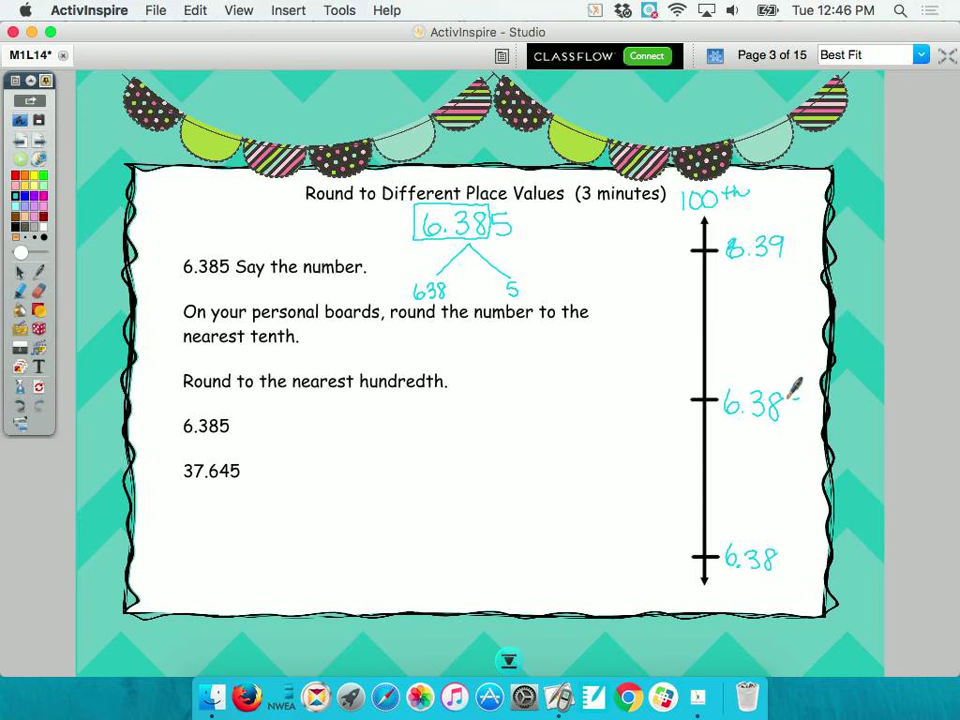 ActivInspire File Edit View Insert Tools Help Tue 12:46 PM
ActivInspire - Studio
M1L14* CLASSFLOW Connect Page 3 of 15 Best Fit
Round to Different Place Values (3 minutes) 100th
6.385
6.39
6.385 Say the number.
638 5
On your personal boards, round the number to the
nearest tenth.
Round to the nearest hundredth.
6.38
6.385
37.645
6.38
NWEA